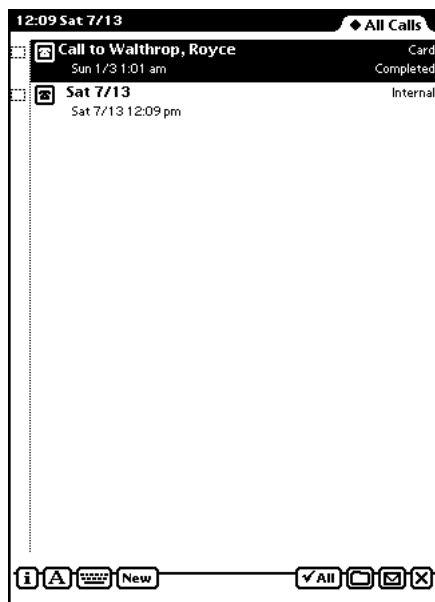 12:09 Sat 7/13 ◆ All Calls
Call to Walthrop, Royce Card
Sun 1/3 1:01 am Completed
Sat 7/13 Internal
Sat 7/13 12:09 pm
i A New ✓All X